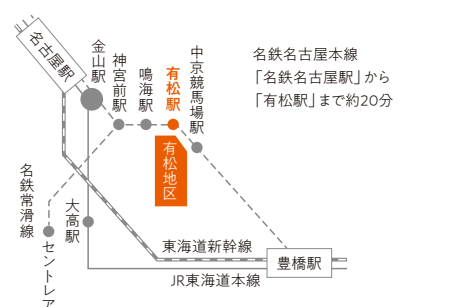 名鉄名古屋本線
「名鉄名古屋駅」から
「有松駅」まで約20分
名古屋駅
金山駅
神宮前駅
鳴海駅
有松駅
中京競馬場駅
有松地区
名鉄常滑線
大高駅
セントレア
東海道新幹線
豊橋駅
JR東海道本線